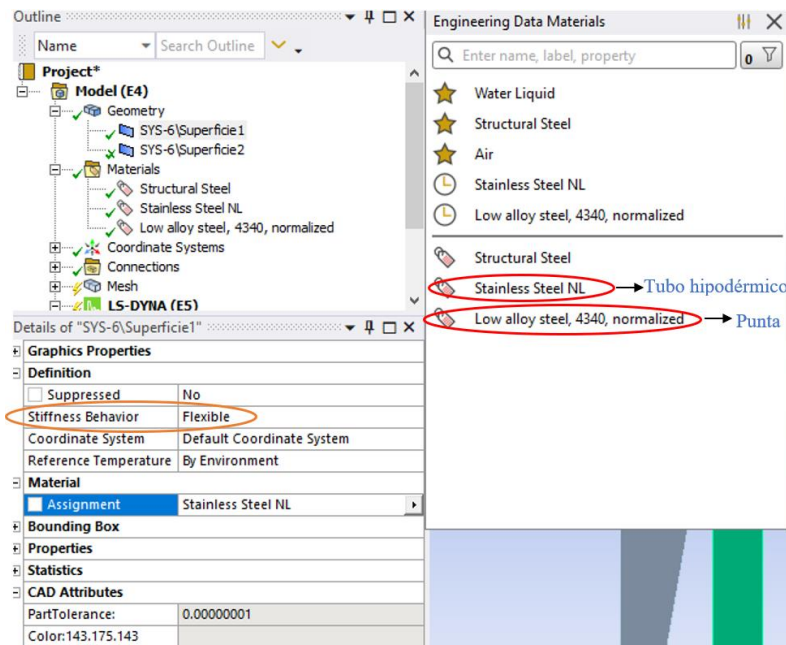 Outline
Name
Search Outline
Project*
Model (E4)
Geometry
SYS-6\Superficie1
SYS-6\Superficie2
Materials
Structural Steel
Stainless Steel NL
Low alloy steel, 4340, normalized
Coordinate Systems
Connections
Mesh
LS-DYNA (E5)
Details of "SYS-6\Superficie1"
Graphics Properties
Definition
Suppressed No
Stiffness Behavior Flexible
Coordinate System Default Coordinate System
Reference Temperature By Environment
Material
Assignment Stainless Steel NL
Bounding Box
Properties
Statistics
CAD Attributes
PartTolerance: 0.00000001
Color:143.175.143
Engineering Data Materials
Enter name, label, property
0
Water Liquid
Structural Steel
Air
Stainless Steel NL
Low alloy steel, 4340, normalized
Structural Steel
Stainless Steel NL Tubo hipodérmico
Low alloy steel, 4340, normalized Punta